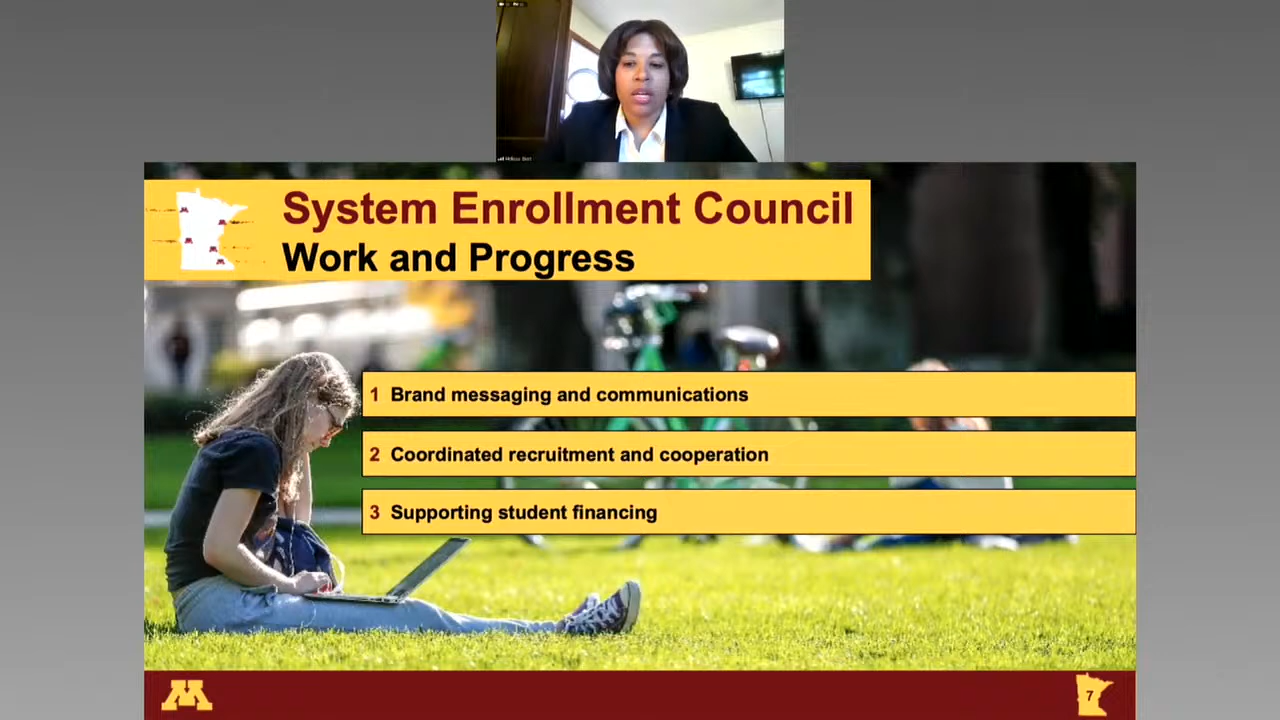 System Enrollment Council
Work and Progress
1 Brand messaging and communications
2 Coordinated recruitment and cooperation
3 Supporting student financing
M
7